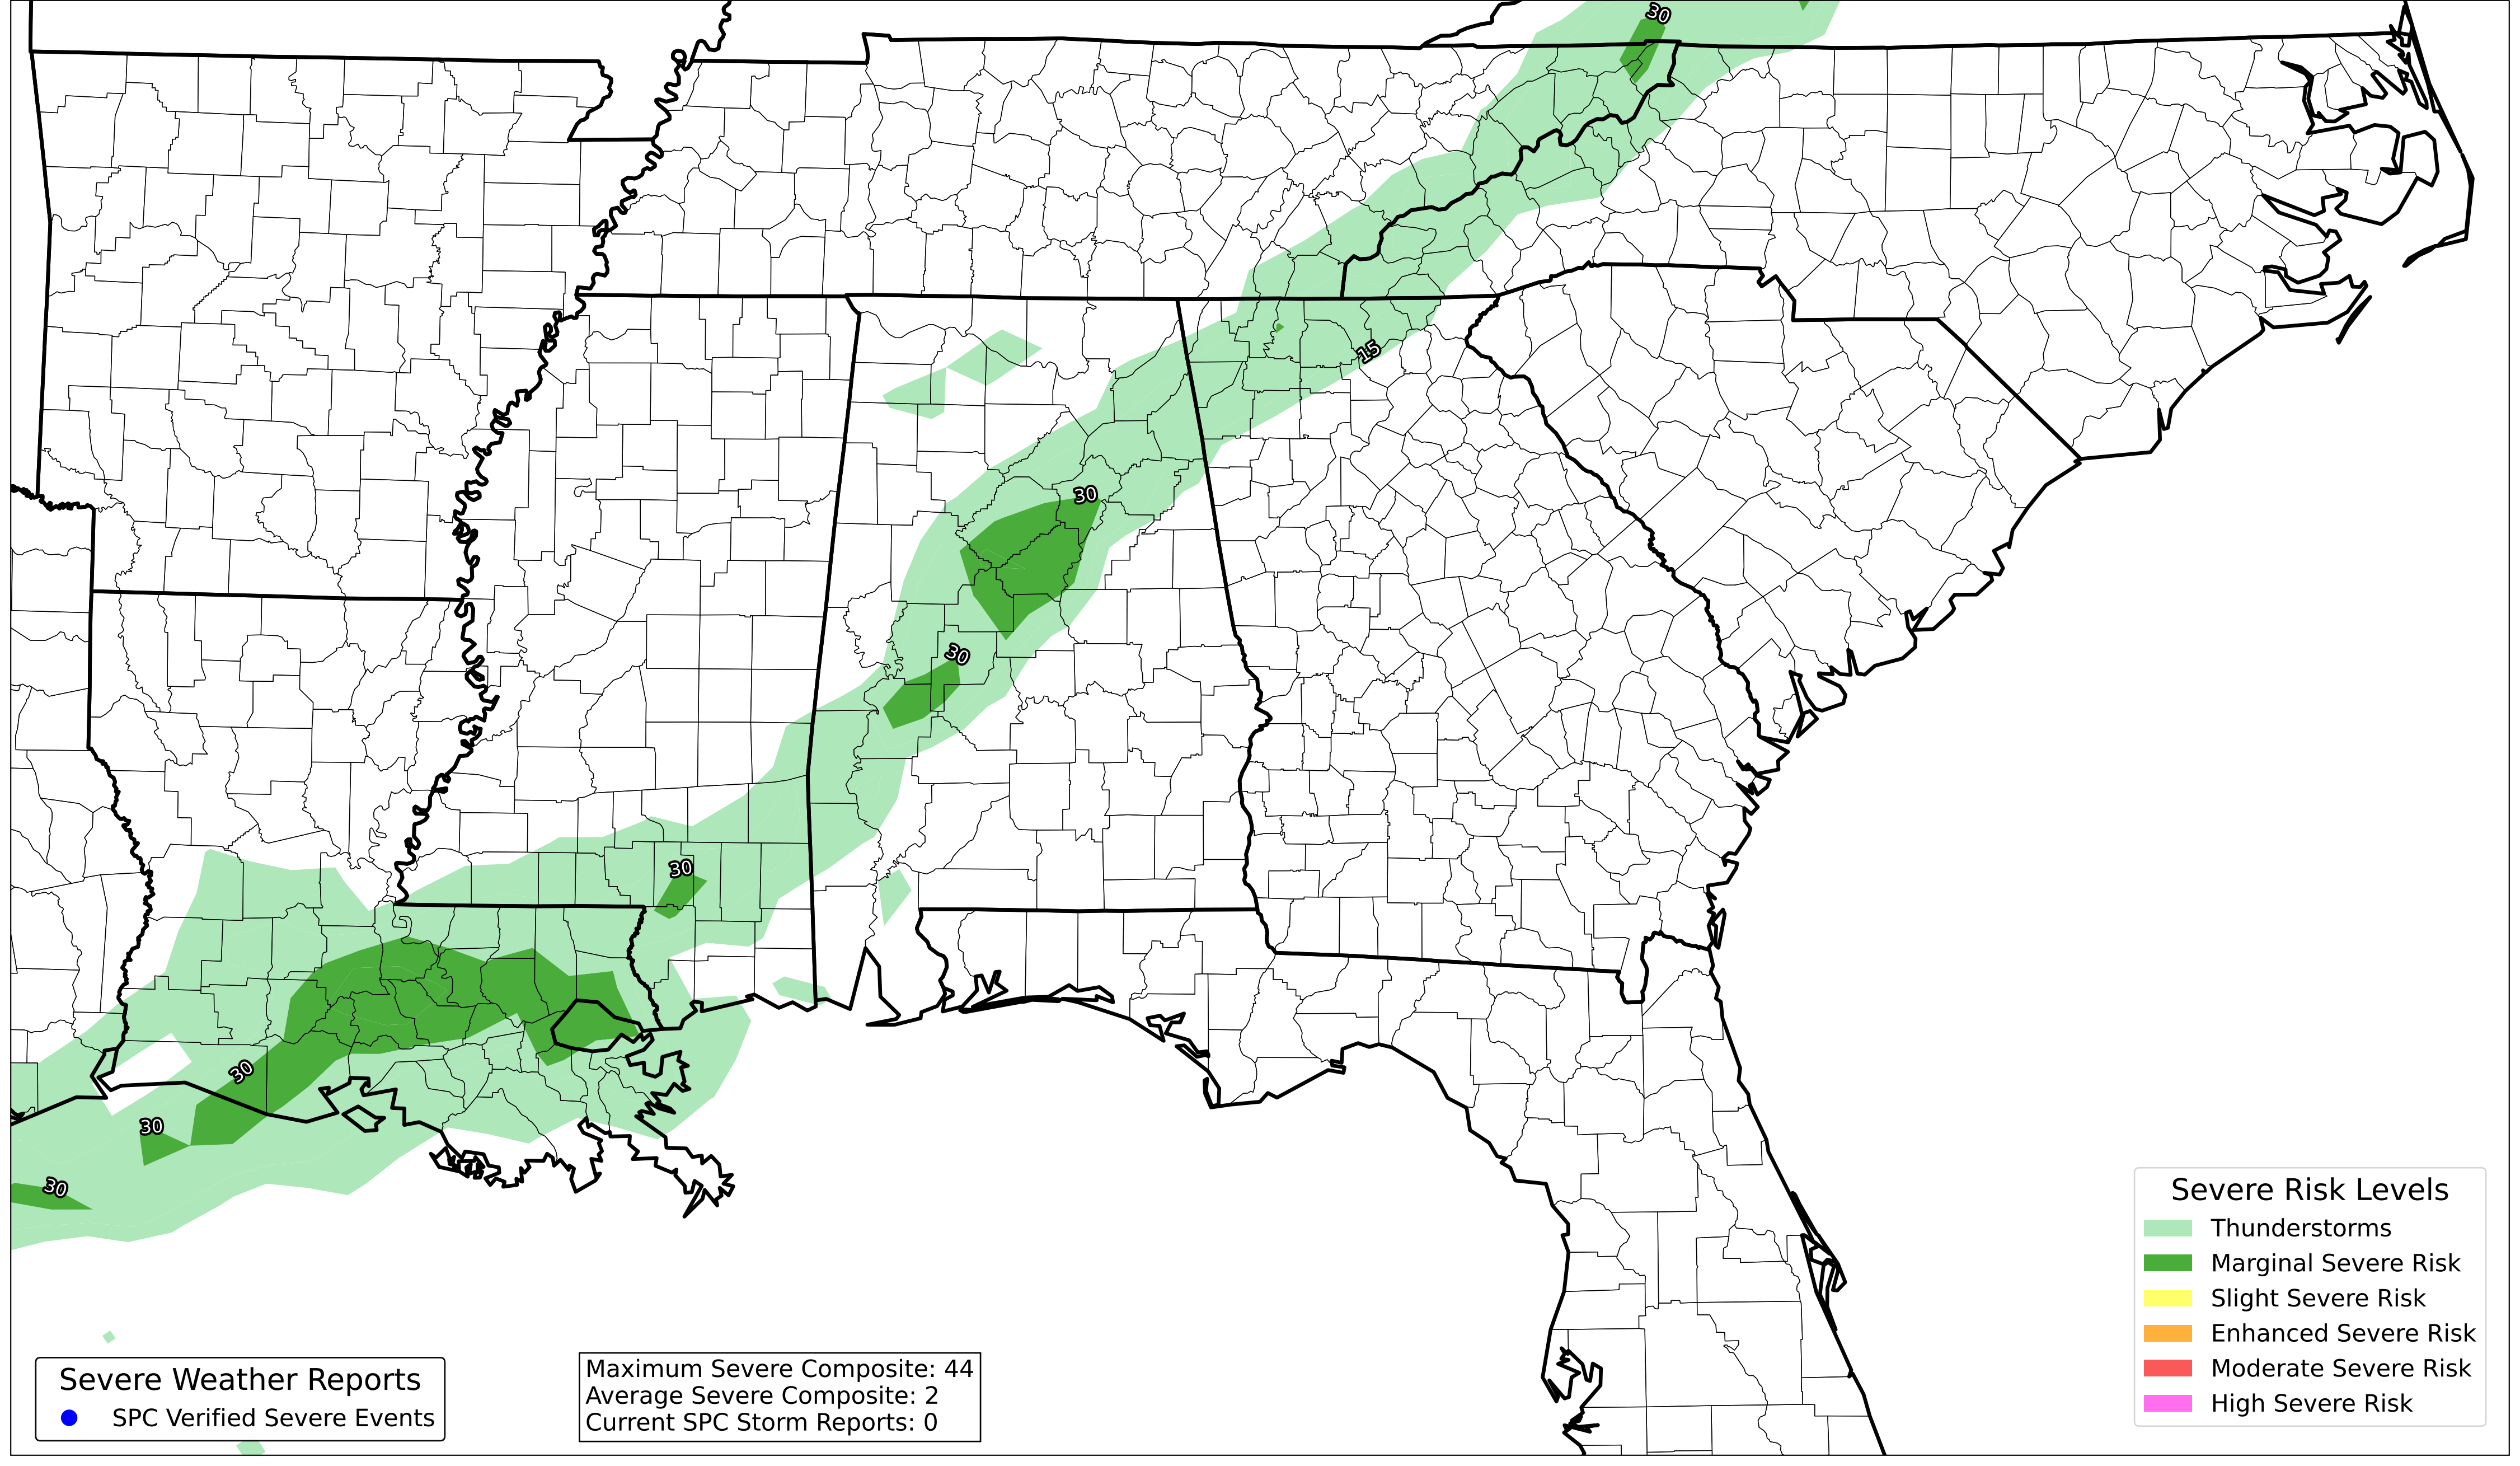 30
15
30
30
30
30
30
30
Severe Risk Levels
Thunderstorms
Marginal Severe Risk
Slight Severe Risk
Enhanced Severe Risk
Moderate Severe Risk
High Severe Risk
Severe Weather Reports
SPC Verified Severe Events
Maximum Severe Composite: 44
Average Severe Composite: 2
Current SPC Storm Reports: 0